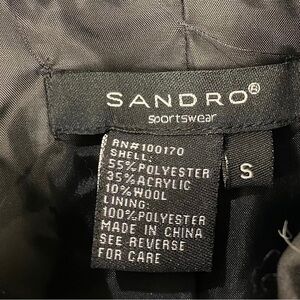 SANDRO®
Sportswear
RN#100170
SHELL:
55%POLYESTER
35%ACRYLIC
10%WOOL
LINING:
100%POLYESTER
MADE IN CHINA
SEE REVERSE
FOR CARE
S